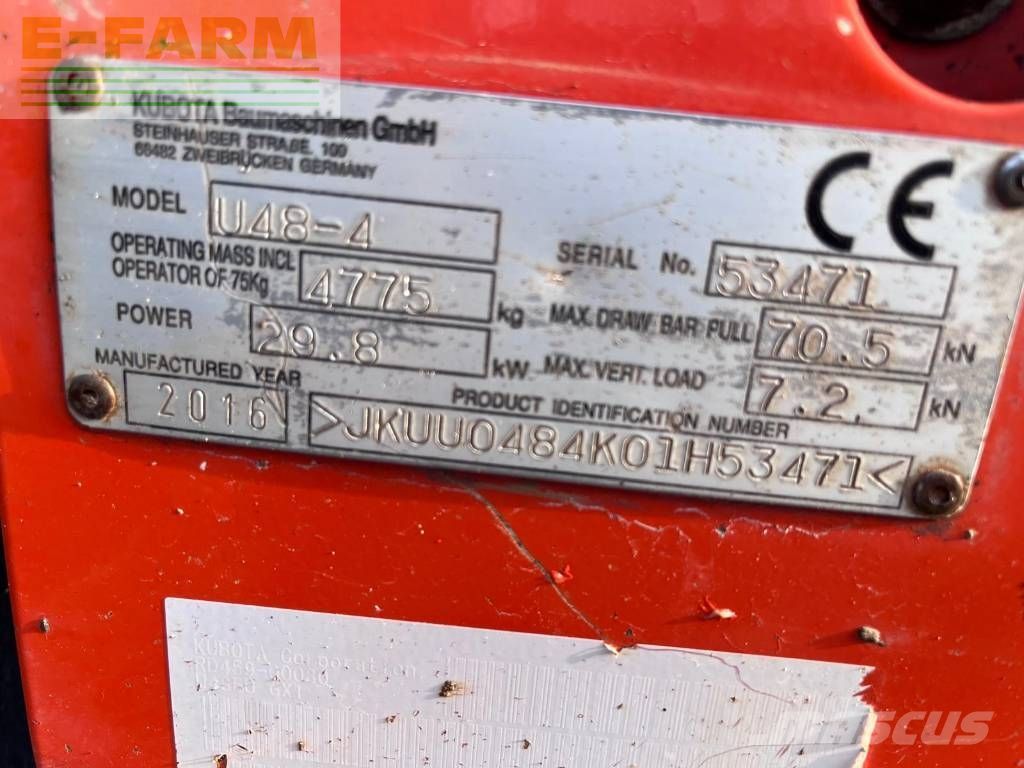 E-FARM
KUBOTA Baumaschinen GmbH
STEINHAUSER STRAßE, 100
66482 ZWEIBRÜCKEN GERMANY
CE
MODEL U48-4
SERIAL No. 53471
OPERATING MASS INCL
OPERATOR OF 75Kg 4775 kg
MAX. DRAW BAR PULL 70.5 kN
POWER 29.8 kW
MAX. VERT. LOAD 7.2 kN
MANUFACTURED YEAR
2016
PRODUCT IDENTIFICATION NUMBER
>JKUU0484K01H53471<
KUBOTA Corporation
mascus